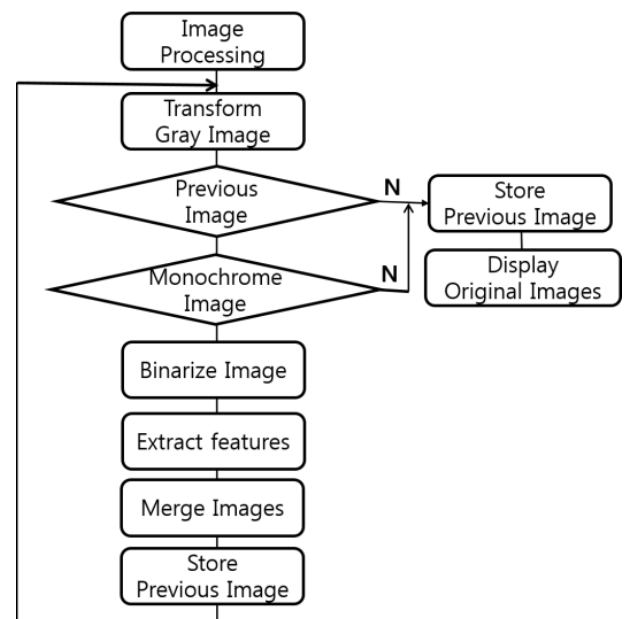 Image
Processing
Transform
Gray Image
Previous
Image
N
Store
Previous Image
Monochrome
Image
N
Display
Original Images
Binarize Image
Extract features
Merge Images
Store
Previous Image